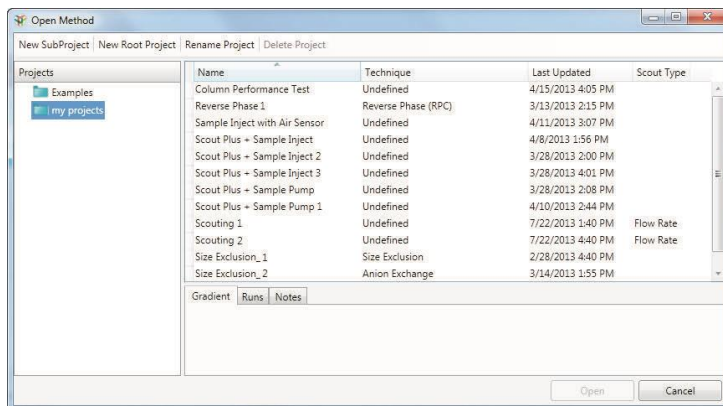 Open Method
New SubProject New Root Project Rename Project Delete Project
Projects
Examples
my projects
Name Technique Last Updated Scout Type
Column Performance Test Undefined 4/15/2013 4:05 PM
Reverse Phase 1 Reverse Phase (RPC) 3/13/2013 2:15 PM
Sample Inject with Air Sensor Undefined 4/11/2013 3:07 PM
Scout Plus + Sample Inject Undefined 4/8/2013 1:56 PM
Scout Plus + Sample Inject 2 Undefined 3/28/2013 2:00 PM
Scout Plus + Sample Inject 3 Undefined 3/28/2013 4:01 PM
Scout Plus + Sample Pump Undefined 3/28/2013 2:08 PM
Scout Plus + Sample Pump 1 Undefined 4/10/2013 2:44 PM
Scouting 1 Undefined 7/22/2013 1:40 PM Flow Rate
Scouting 2 Undefined 7/22/2013 4:40 PM Flow Rate
Size Exclusion_ 1 Size Exclusion 2/28/2013 4:40 PM
Size Exclusion_ 2 Anion Exchange 3/14/2013 1:55 PM
Gradient Runs Notes
Open Cancel